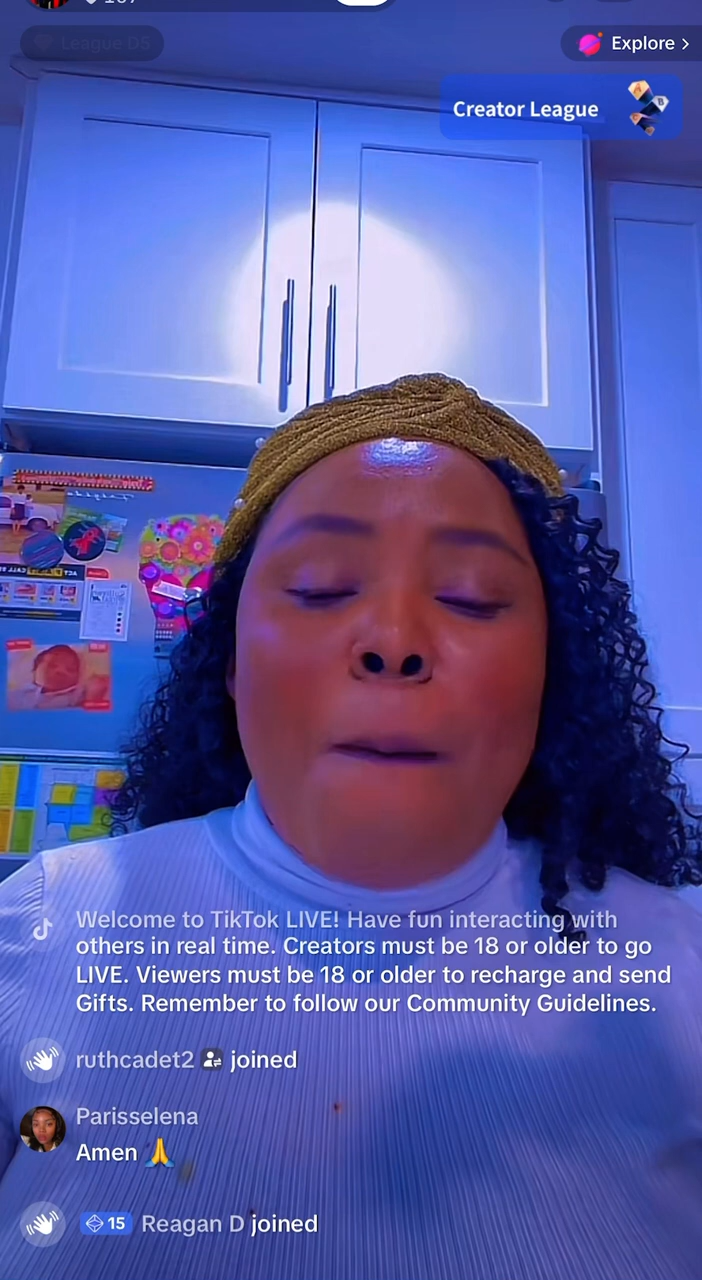 League D5
Explore >
Creator League
Welcome to TikTok LIVE! Have fun interacting with
others in real time. Creators must be 18 or older to go
LIVE. Viewers must be 18 or older to recharge and send
Gifts. Remember to follow our Community Guidelines.
ruthcadet2 joined
Parisselena
Amen 🙏
15 Reagan D joined